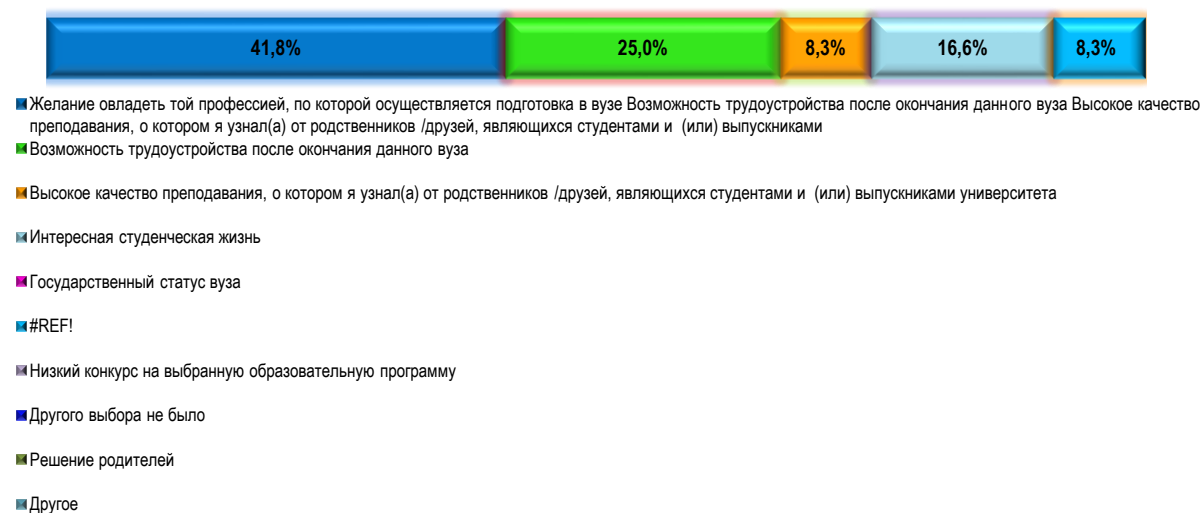 41,8% 25,0% 8,3% 16,6% 8,3%
Желание овладеть той профессией, по которой осуществляется подготовка в вузе Возможность трудоустройства после окончания данного вуза Высокое качество
преподавания, о котором я узнал(а) от родственников /друзей, являющихся студентами и (или) выпускниками
Возможность трудоустройства после окончания данного вуза
Высокое качество преподавания, о котором я узнал(а) от родственников /друзей, являющихся студентами и (или) выпускниками университета
Интересная студенческая жизнь
Государственный статус вуза
#REF!
Низкий конкурс на выбранную образовательную программу
Другого выбора не было
Решение родителей
Другое